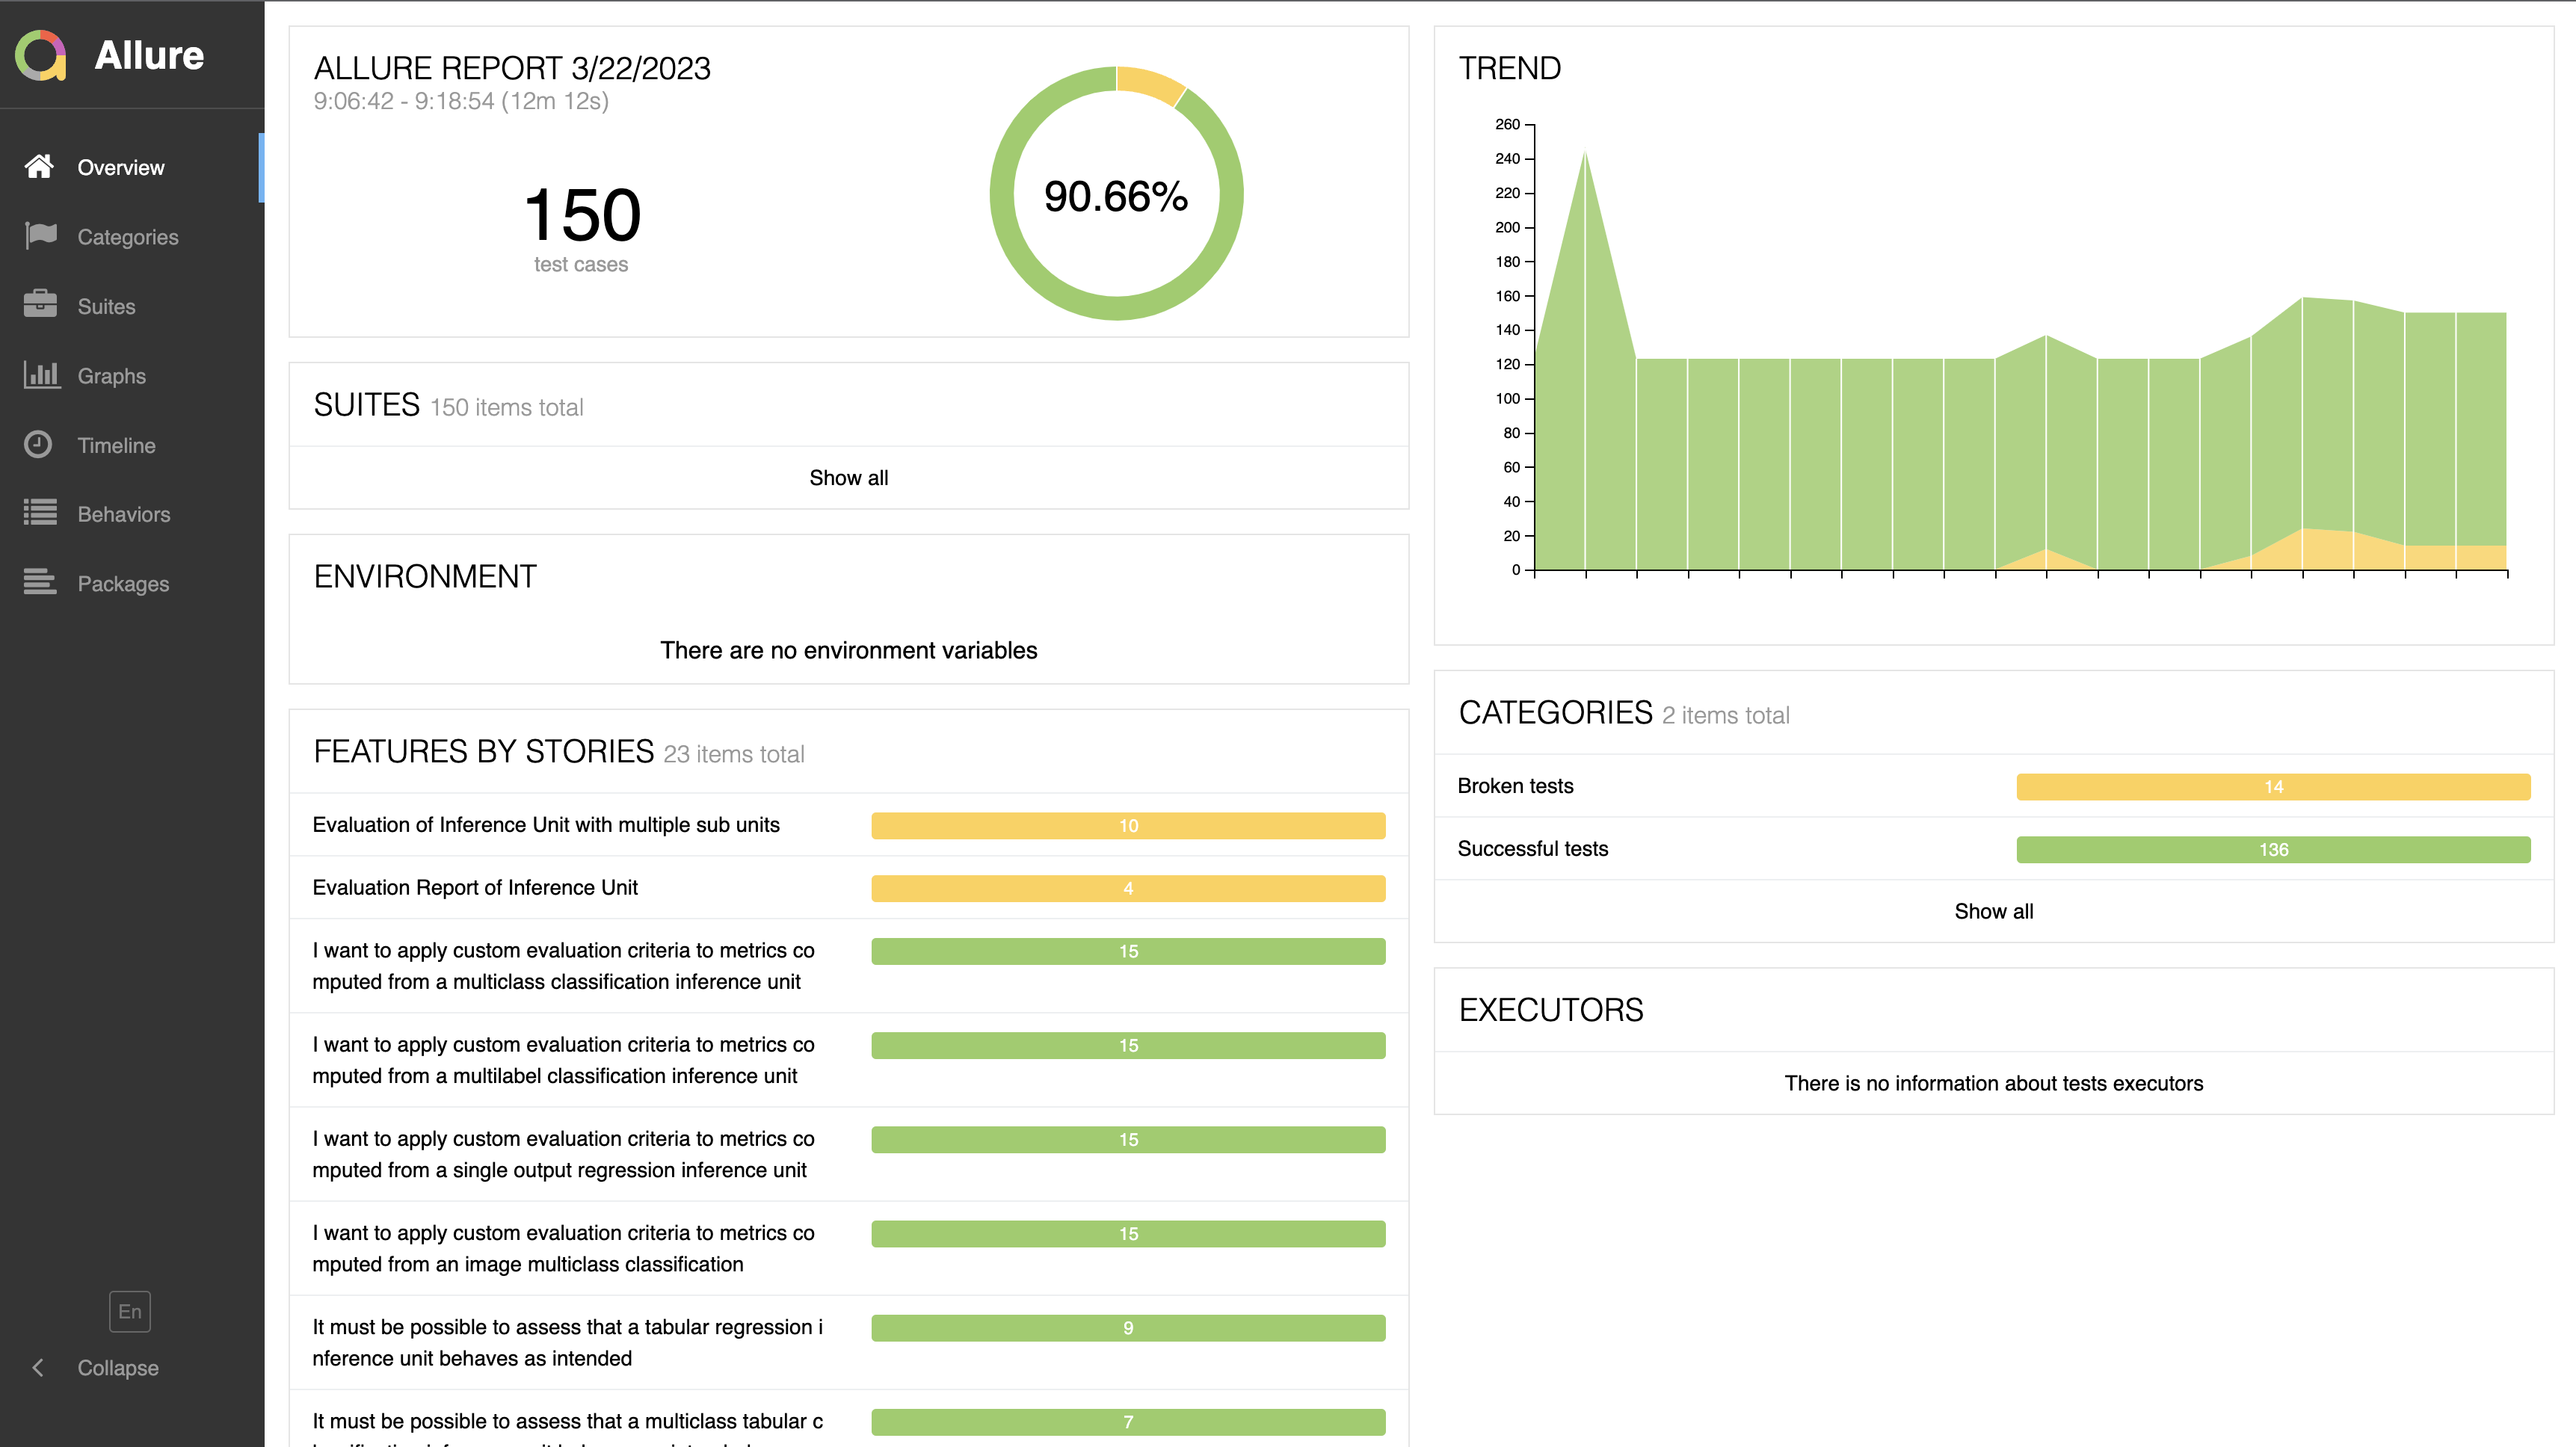 Allure
Overview
Categories
Suites
Graphs
Timeline
Behaviors
Packages
En
Collapse
ALLURE REPORT 3/22/2023
9:06:42 - 9:18:54 (12m 12s)
150
test cases
90.66%
SUITES 150 items total
Show all
ENVIRONMENT
There are no environment variables
FEATURES BY STORIES 23 items total
Evaluation of Inference Unit with multiple sub units
10
Evaluation Report of Inference Unit
4
I want to apply custom evaluation criteria to metrics co
mputed from a multiclass classification inference unit
15
I want to apply custom evaluation criteria to metrics co
mputed from a multilabel classification inference unit
15
I want to apply custom evaluation criteria to metrics co
mputed from a single output regression inference unit
15
I want to apply custom evaluation criteria to metrics co
mputed from an image multiclass classification
15
It must be possible to assess that a tabular regression i
nference unit behaves as intended
9
It must be possible to assess that a multiclass tabular c
7
TREND
260
240
220
200
180
160
140
120
100
80
60
40
20
0
CATEGORIES 2 items total
Broken tests
14
Successful tests
136
Show all
EXECUTORS
There is no information about tests executors